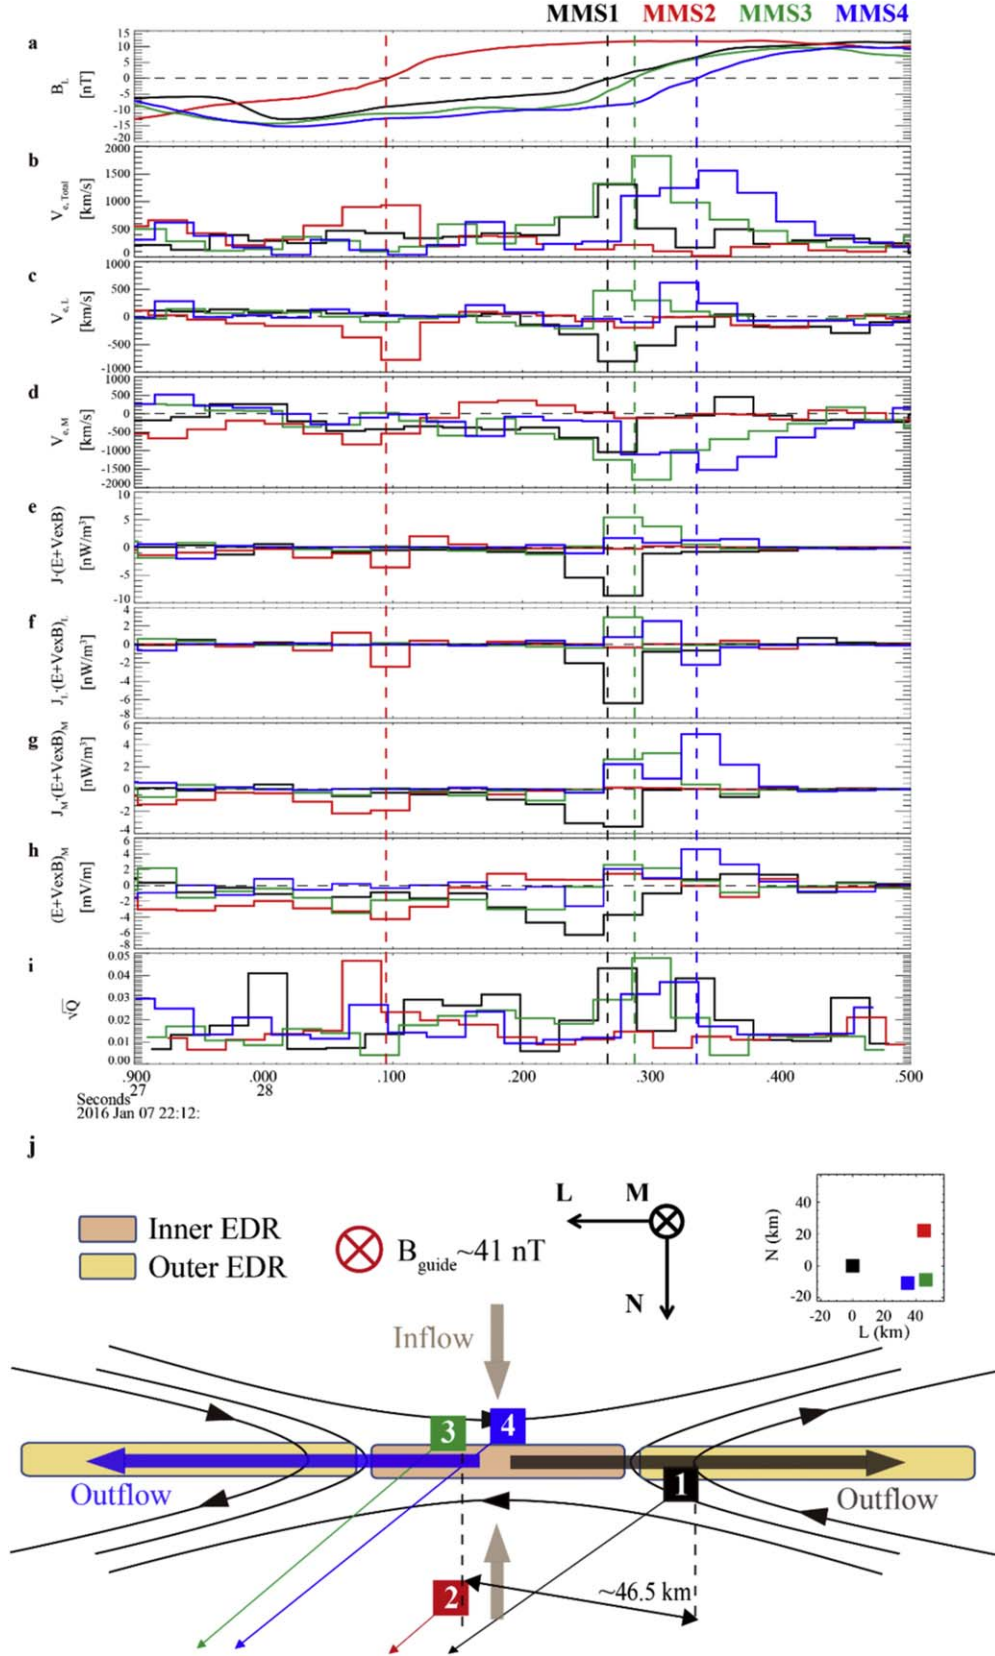 MMS1 MMS2 MMS3 MMS4
a
B_L
[nT]
15
10
5
0
-5
-10
-15
-20
b
V_e, Total
[km/s]
2000
1500
1000
500
0
c
V_e,L
[km/s]
1000
500
0
-500
-1000
d
V_e,M
[km/s]
1000
500
0
-500
-1000
-1500
-2000
e
J·(E+VexB)
[nW/m³]
10
5
0
-5
-10
f
J_L·(E+VexB)_L
[nW/m³]
4
2
0
-2
-4
-6
-8
g
J_M·(E+VexB)_M
[nW/m³]
6
4
2
0
-2
-4
h
(E+VexB)_M
[mV/m]
6
4
2
0
-2
-4
-6
-8
i
√Q
0.05
0.04
0.03
0.02
0.01
0.00
.900 .000 .100 .200 .300 .400 .500
Seconds 27 28
2016 Jan 07 22:12:
j
Inner EDR
Outer EDR
B_guide~41 nT
L M
N
N (km)
40
20
0
-20
-20 0 20 40
L (km)
Inflow
3 4
Outflow
1
Outflow
2
~46.5 km